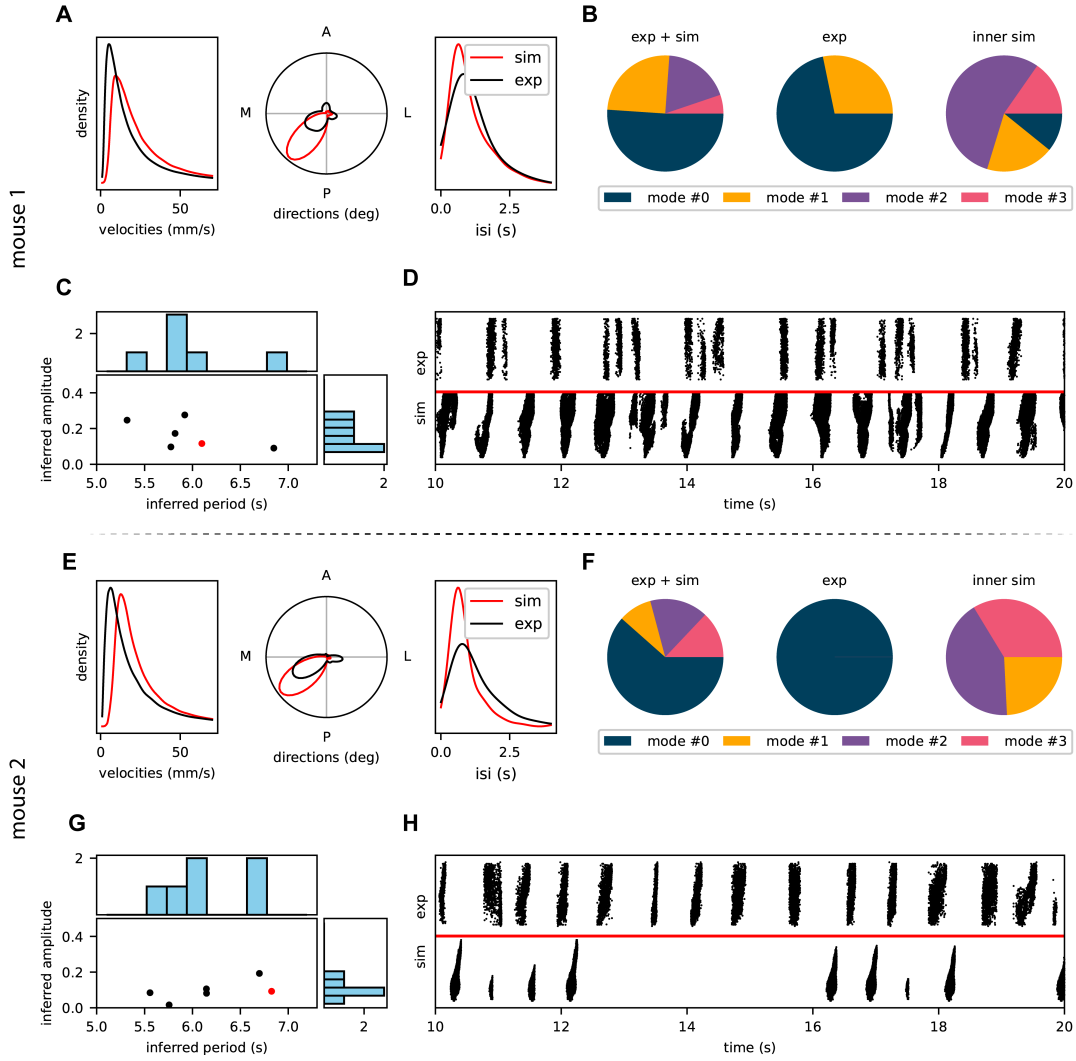 A
B
A
exp + sim
exp
inner sim
density
M
L
sim
exp
P
0
50
0.0
2.5
velocities (mm/s)
directions (deg)
isi (s)
mode #0
mode #1
mode #2
mode #3
mouse 1
C
D
2
inferred amplitude
0.4
0.2
0.0
exp
sim
5.0
5.5
6.0
6.5
7.0
2
10
12
14
16
18
20
inferred period (s)
time (s)
E
F
A
exp + sim
exp
inner sim
density
M
L
sim
exp
P
0
50
0.0
2.5
velocities (mm/s)
directions (deg)
isi (s)
mode #0
mode #1
mode #2
mode #3
mouse 2
G
H
2
inferred amplitude
0.4
0.2
0.0
exp
sim
5.0
5.5
6.0
6.5
7.0
2
10
12
14
16
18
20
inferred period (s)
time (s)